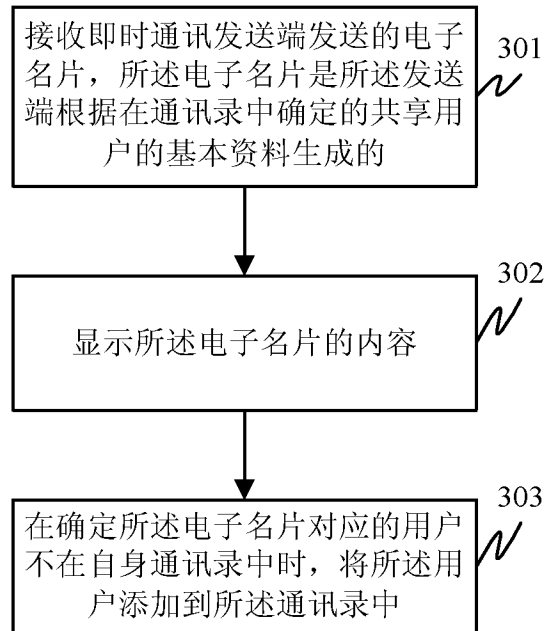 接收即时通讯发送端发送的电子
名片，所述电子名片是所述发送
端根据在通讯录中确定的共享用
户的基本资料生成的
301
显示所述电子名片的内容
302
在确定所述电子名片对应的用户
不在自身通讯录中时，将所述用
户添加到所述通讯录中
303